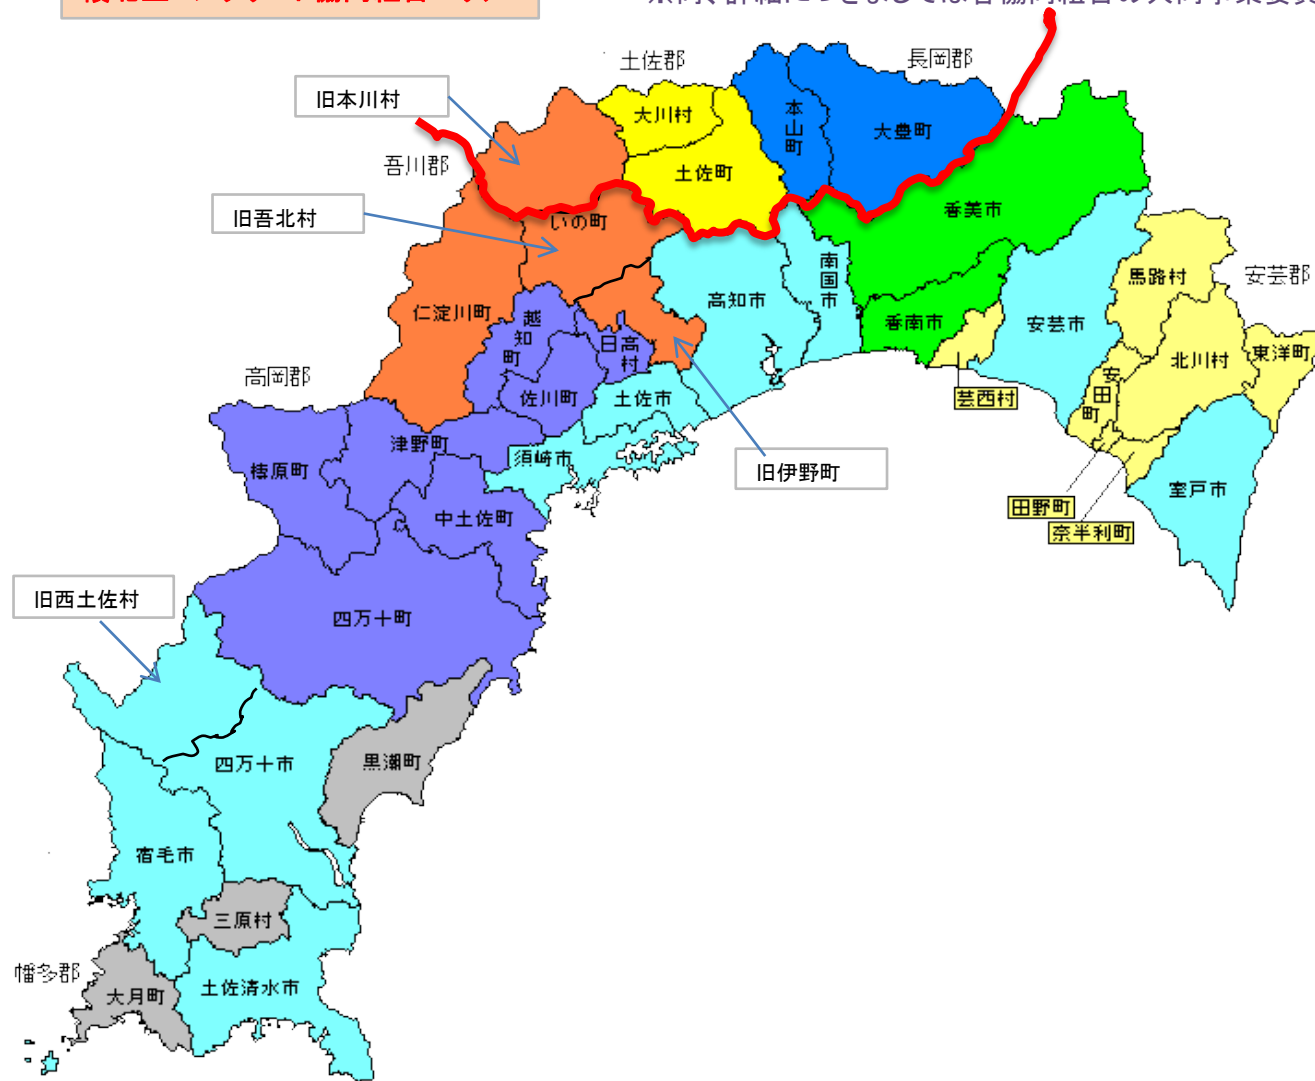 土佐郡
長岡郡
旧本川村
大川村
本山町
大豊町
吾川郡
土佐町
香美市
旧吾北村
いの町
南国市
馬路村
安芸郡
仁淀川町
越知町
日高村
高知市
香南市
安芸市
北川村
東洋町
高岡郡
佐川町
土佐市
芸西村
安田町
津野町
須崎市
旧伊野町
梼原町
中土佐町
田野町
奈半利町
室戸市
旧西土佐村
四万十町
四万十市
黒潮町
宿毛市
三原村
幡多郡
大月町
土佐清水市